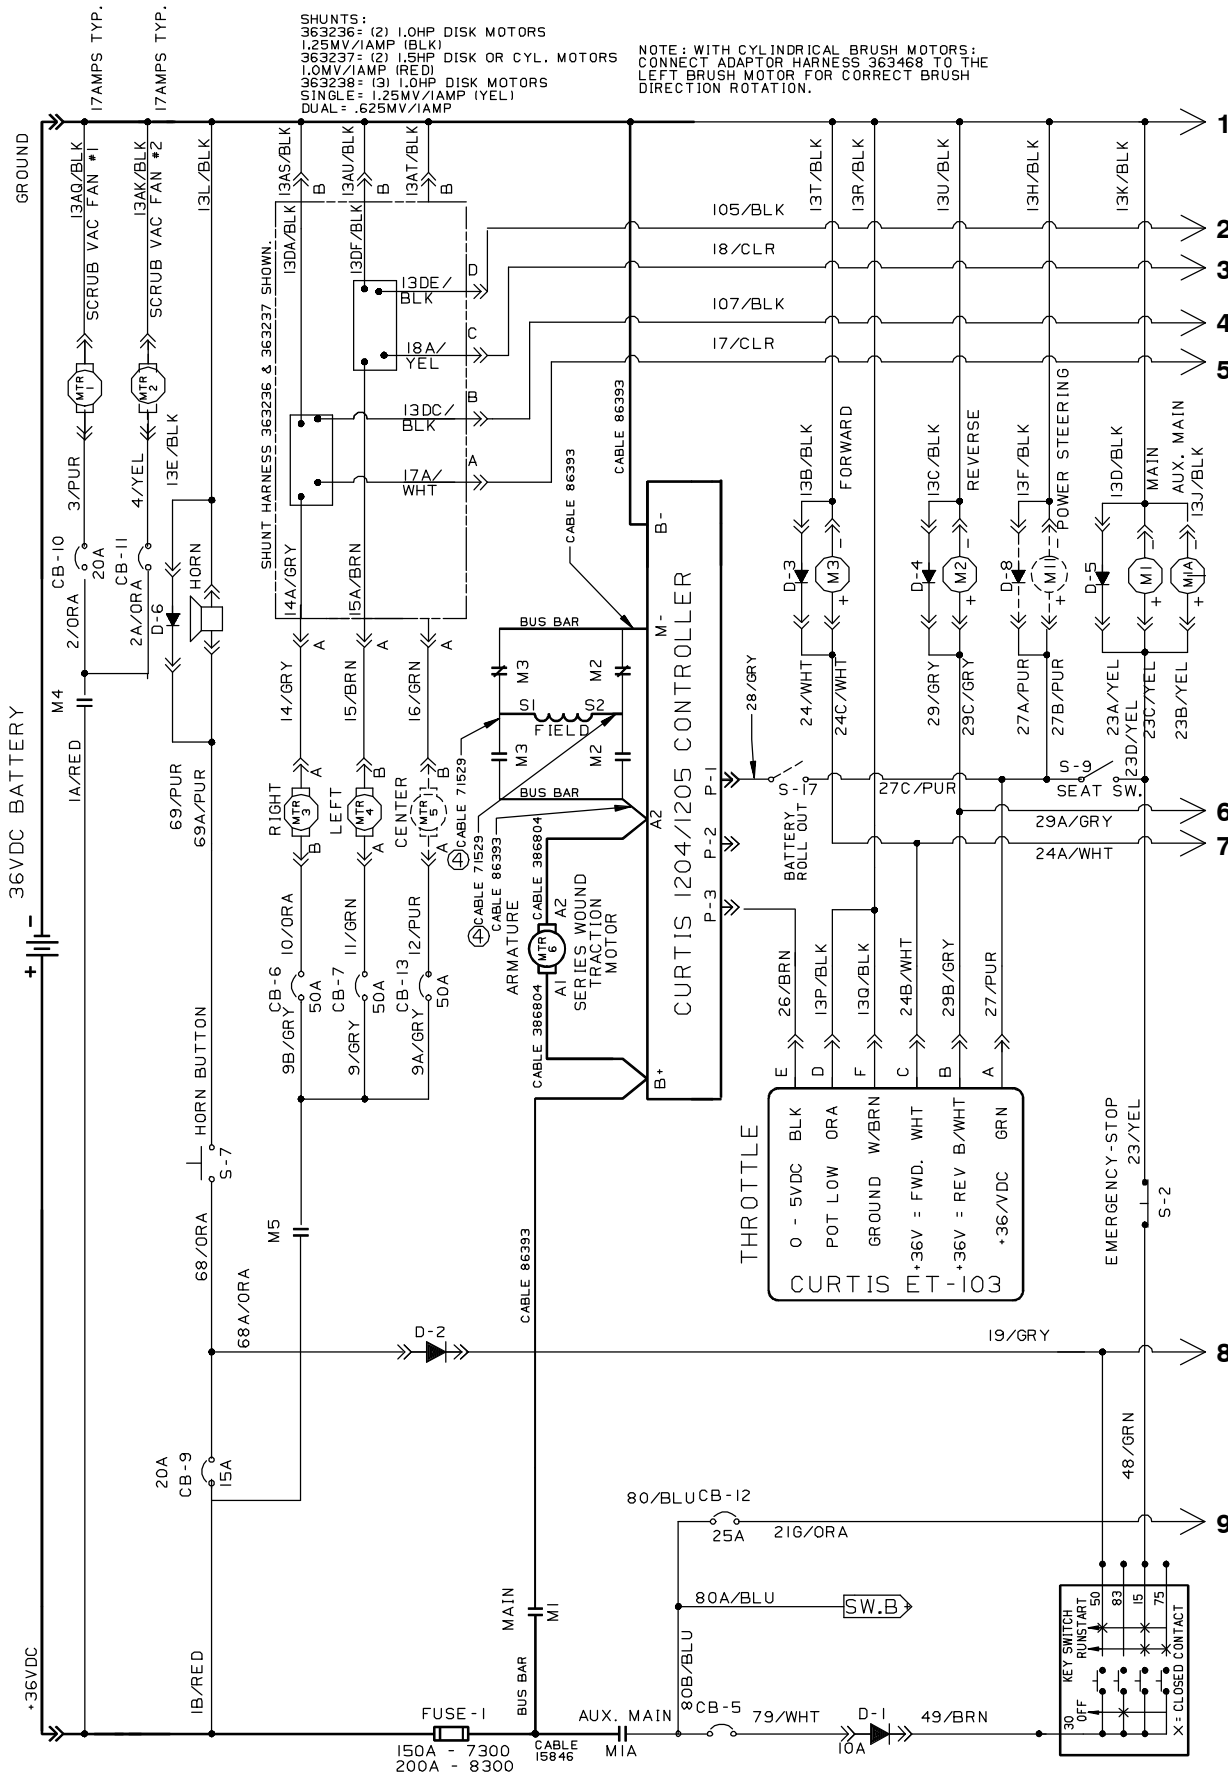 SHUNTS:
363236= (2) 1.0HP DISK MOTORS
1.25MV/1AMP (BLK)
363237= (2) 1.5HP DISK OR CYL. MOTORS
1.0MV/1AMP (RED)
363238= (3) 1.0HP DISK MOTORS
SINGLE= 1.25MV/1AMP (YEL)
DUAL= .625MV/1AMP
NOTE: WITH CYLINDRICAL BRUSH MOTORS:
CONNECT ADAPTOR HARNESS 363468 TO THE
LEFT BRUSH MOTOR FOR CORRECT BRUSH
DIRECTION ROTATION.
17AMPS TYP.
17AMPS TYP.
GROUND
13AQ/BLK
SCRUB VAC FAN #1
13AK/BLK
SCRUB VAC FAN #2
13L/BLK
13AS/BLK
B
13AU/BLK
B
13AT/BLK
B
13T/BLK
13R/BLK
13U/BLK
13H/BLK
13K/BLK
1
105/BLK
2
18/CLR
3
107/BLK
4
17/CLR
5
SHUNT HARNESS 363236 & 363237 SHOWN.
13DA/BLK
13DF/BLK
13DE/
BLK
D
18A/
YEL
C
13DC/
BLK
B
17A/
WHT
A
MTR
1
MTR
2
3/PUR
4/YEL
13E/BLK
CB-10
20A
CB-11
2/ORA
2A/ORA
D-6
HORN
M4
1A/RED
69/PUR
69A/PUR
14A/GRY
15A/BRN
A
A
A
14/GRY
15/BRN
16/GRN
A
B
B
RIGHT
MTR
3
LEFT
MTR
4
CENTER
MTR
5
B
A
A
10/ORA
11/GRN
12/PUR
CB-6
50A
CB-7
50A
CB-13
50A
9B/GRY
9/GRY
9A/GRY
CABLE 86393
CABLE 86393
BUS BAR
M3
M2
S1
S2
FIELD
M3
M2
BUS BAR
4
CABLE 71529
4
CABLE 71529
CABLE 86393
CABLE 386804
ARMATURE
A2
MTR
6
A1
SERIES WOUND
TRACTION
MOTOR
CABLE 386804
B-
M-
A2
B+
CURTIS 1204/1205 CONTROLLER
P-1
P-2
P-3
28/GRY
S-17
BATTERY
ROLL OUT
13B/BLK
FORWARD
D-3
M3
-
+
24/WHT
24C/WHT
13C/BLK
REVERSE
D-4
M2
-
+
29/GRY
29C/GRY
13F/BLK
POWER STEERING
D-8
M11
-
+
27A/PUR
27B/PUR
13D/BLK
MAIN
AUX. MAIN
13J/BLK
D-5
M1
-
+
M1A
-
+
23A/YEL
23C/YEL
23B/YEL
23D/YEL
27C/PUR
S-9
SEAT SW.
29A/GRY
6
24A/WHT
7
36VDC BATTERY
-
+
26/BRN
13P/BLK
13Q/BLK
24B/WHT
29B/GRY
27/PUR
E
D
F
C
B
A
THROTTLE
0 - 5VDC BLK
POT LOW ORA
GROUND W/BRN
+36V = FWD. WHT
+36V = REV B/WHT
+36/VDC GRN
CURTIS ET-103
HORN BUTTON
S-7
68/ORA
68A/ORA
M5
CABLE 86393
EMERGENCY-STOP
23/YEL
S-2
D-2
19/GRY
8
20A
CB-9
15A
48/GRN
80/BLU
CB-12
25A
21G/ORA
9
80A/BLU
SW.B+
80B/BLU
MAIN
M1
BUS BAR
+36VDC
1B/RED
FUSE-1
150A - 7300
200A - 8300
CABLE
15846
AUX. MAIN
M1A
CB-5
79/WHT
D-1
10A
49/BRN
KEY SWITCH
OFF
RUN
START
30
50
83
15
75
X = CLOSED CONTACT